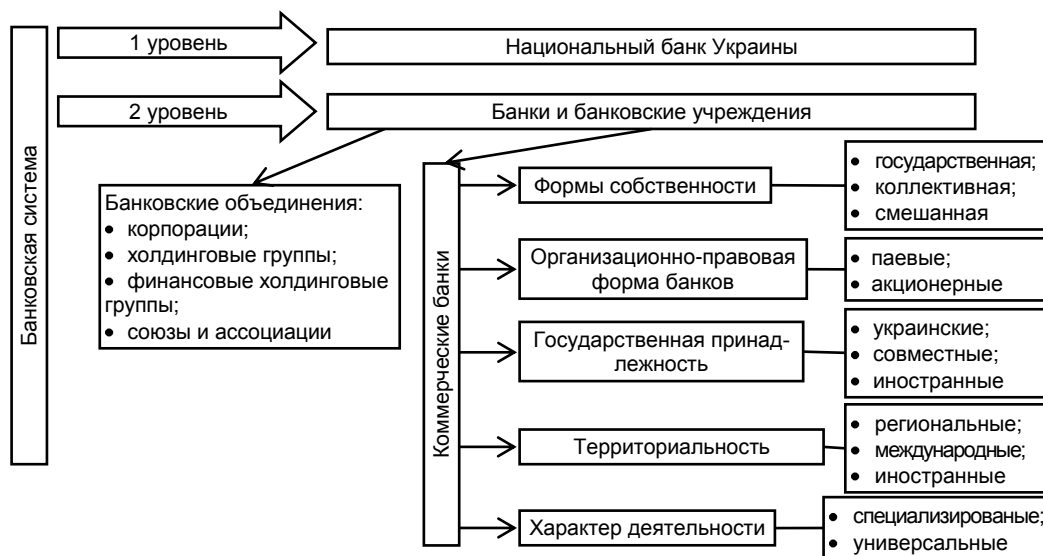 Банковская система
1 уровень
Национальный банк Украины
2 уровень
Банки и банковские учреждения
Банковские объединения:
• корпорации;
• холдинговые группы;
• финансовые холдинговые
группы;
• союзы и ассоциации
Коммерческие банки
Формы собственности
• государственная;
• коллективная;
• смешанная
Организационно-правовая
форма банков
• паевые;
• акционерные
Государственная принад-
лежность
• украинские;
• совместные;
• иностранные
Территориальность
• региональные;
• международные;
• иностранные
Характер деятельности
• специализированые;
• универсальные